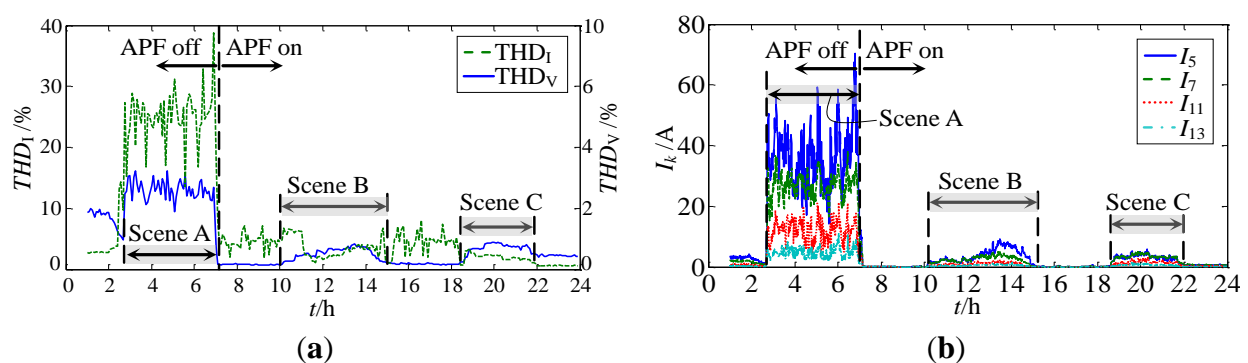 40
30
20
10
0
THD_I /%
APF off
APF on
THD_I
THD_V
10
8
6
4
2
0
THD_V /%
Scene A
Scene B
Scene C
0 2 4 6 8 10 12 14 16 18 20 22 24
t/h
(a)
80
60
40
20
0
I_k /A
APF off
APF on
I_5
I_7
I_11
I_13
Scene A
Scene B
Scene C
0 2 4 6 8 10 12 14 16 18 20 22 24
t/h
(b)